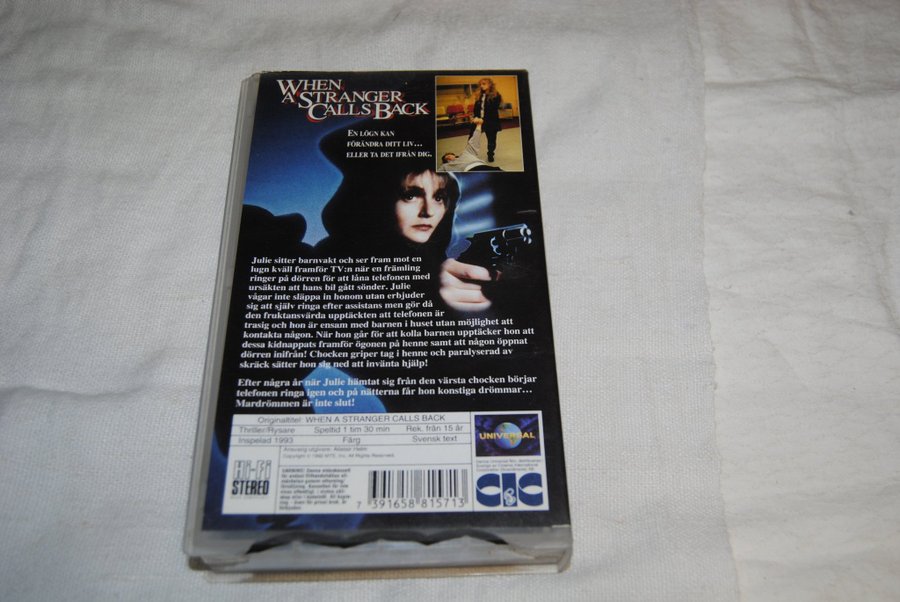 WHEN
A STRANGER
CALLS BACK
EN LÖGN KAN
FÖRÄNDRA DITT LIV...
ELLER TA DET IFRÅN DIG.
Julie sitter barnvakt och ser fram mot en
lugn kväll framför TV:n när en främling
ringer på dörren för att låna telefonen med
ursäkten att hans bil gått sönder. Julie
vågar inte släppa in honom utan erbjuder
sig att själv ringa efter assistans men gör då
den fruktansvärda upptäckten att telefonen är
trasig och hon är ensam med barnen i huset utan möjlighet att
kontakta någon. När hon går för att kolla barnen upptäcker hon att
dessa kidnappats framför ögonen på henne samt att någon öppnat
dörren inifrån! Chocken griper tag i henne och paralyserad av
skräck sätter hon sig ned att invänta hjälp!
Efter några år när Julie hämtat sig från den värsta chocken börjar
telefonen ringa igen och på nätterna får hon konstiga drömmar...
Mardrömmen är inte slut!
Originaltitel: WHEN A STRANGER CALLS BACK
Thriller/Rysare Speltid 1 tim 30 min Rek. från 15 år
Inspelad 1993 Färg Svensk text
Ansvarig utgivare:
Hi-Fi
STEREO
UNIVERSAL
7 391658 815713
CIC